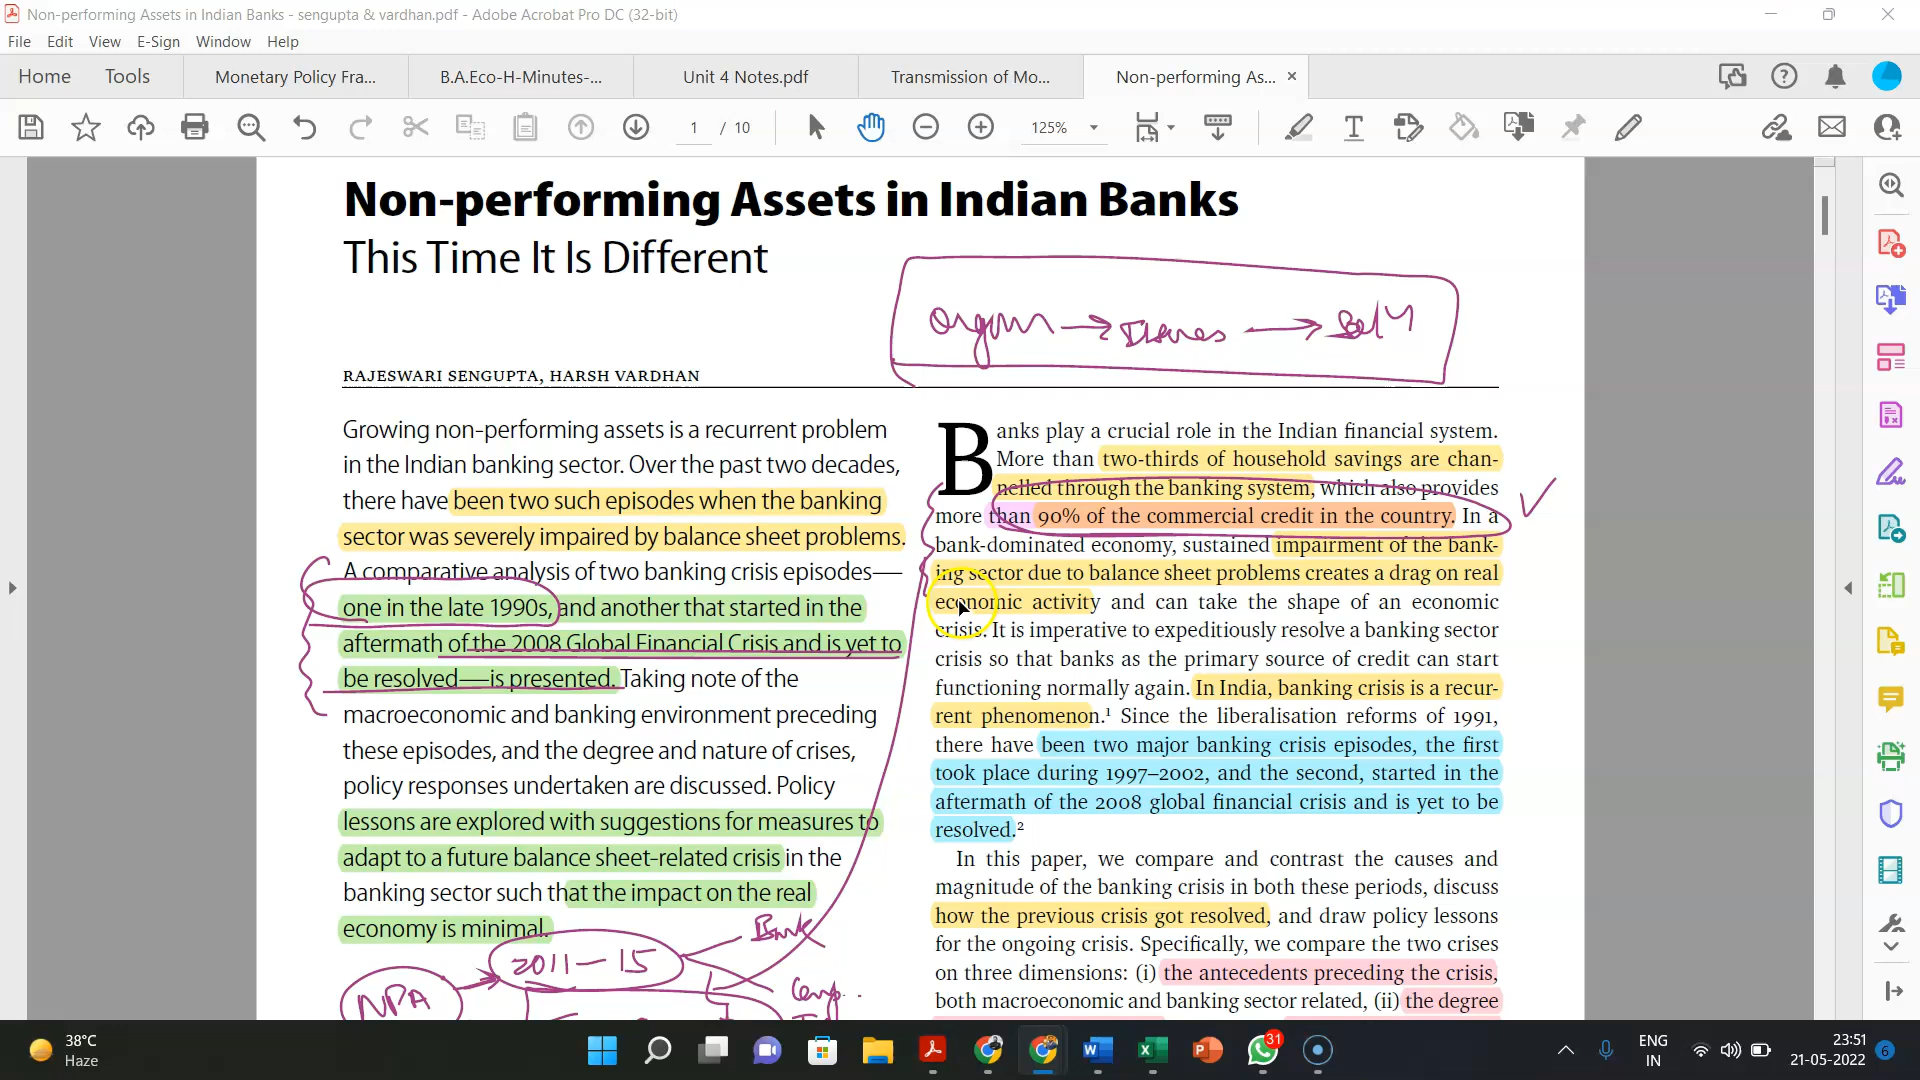 Non-performing Assets in Indian Banks - sengupta & vardhan.pdf - Adobe Acrobat Pro DC (32-bit)
File Edit View E-Sign Window Help
Home Tools Monetary Policy Fra... B.A.Eco-H-Minutes-... Unit 4 Notes.pdf Transmission of Mo... Non-performing As...
1 / 10 125%
Non-performing Assets in Indian Banks
This Time It Is Different
RAJESWARI SENGUPTA, HARSH VARDHAN
Growing non-performing assets is a recurrent problem
in the Indian banking sector. Over the past two decades,
there have been two such episodes when the banking
sector was severely impaired by balance sheet problems.
A comparative analysis of two banking crisis episodes—
one in the late 1990s, and another that started in the
aftermath of the 2008 Global Financial Crisis and is yet to
be resolved—is presented. Taking note of the
macroeconomic and banking environment preceding
these episodes, and the degree and nature of crises,
policy responses undertaken are discussed. Policy
lessons are explored with suggestions for measures to
adapt to a future balance sheet-related crisis in the
banking sector such that the impact on the real
economy is minimal.
Bank
2011-15
NPA
Banks play a crucial role in the Indian financial system.
More than two-thirds of household savings are chan-
nelled through the banking system, which also provides
more than 90% of the commercial credit in the country. In a
bank-dominated economy, sustained impairment of the bank-
ing sector due to balance sheet problems creates a drag on real
economic activity and can take the shape of an economic
crisis. It is imperative to expeditiously resolve a banking sector
crisis so that banks as the primary source of credit can start
functioning normally again. In India, banking crisis is a recur-
rent phenomenon.¹ Since the liberalisation reforms of 1991,
there have been two major banking crisis episodes, the first
took place during 1997–2002, and the second, started in the
aftermath of the 2008 global financial crisis and is yet to be
resolved.²
In this paper, we compare and contrast the causes and
magnitude of the banking crisis in both these periods, discuss
how the previous crisis got resolved, and draw policy lessons
for the ongoing crisis. Specifically, we compare the two crises
on three dimensions: (i) the antecedents preceding the crisis,
both macroeconomic and banking sector related, (ii) the degree
38°C
Haze
31
ENG
IN
23:51
21-05-2022
6